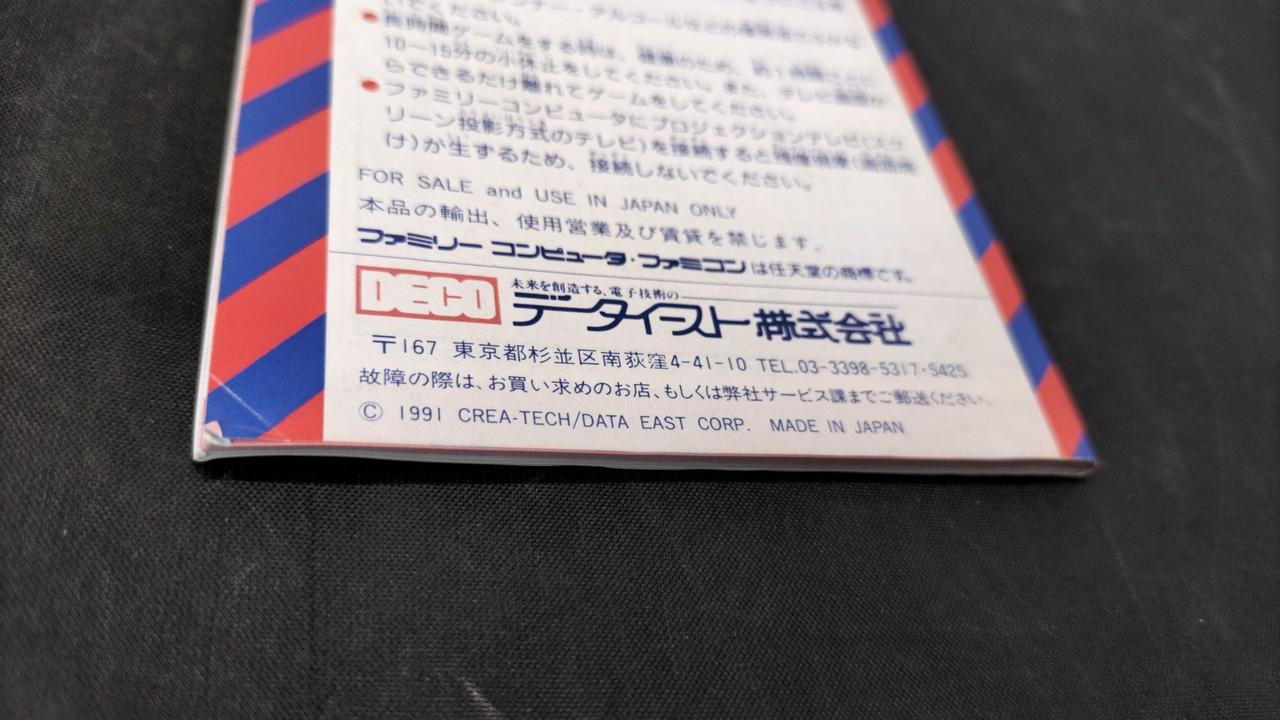 いてください。
●長時間ゲームをする時は、健康のため、約1時間ごとに
10〜15分の小休止をしてください。また、テレビ画面か
らできるだけ離れてゲームをしてください。
●ファミリーコンピュータにプロジェクションテレビ(スク
リーン投影方式のテレビ)を接続すると残像現象(画面焼
け)が生ずるため、接続しないでください。
FOR SALE and USE IN JAPAN ONLY
本品の輸出、使用営業及び賃貸を禁じます。
ファミリーコンピュータ・ファミコンは任天堂の商標です。
DECO
未来を創造する、電子技術の
データイースト株式会社
〒167 東京都杉並区南荻窪4-41-10 TEL.03-3398-5317・5425
故障の際は、お買い求めのお店、もしくは弊社サービス課までご郵送ください。
© 1991 CREA-TECH/DATA EAST CORP. MADE IN JAPAN